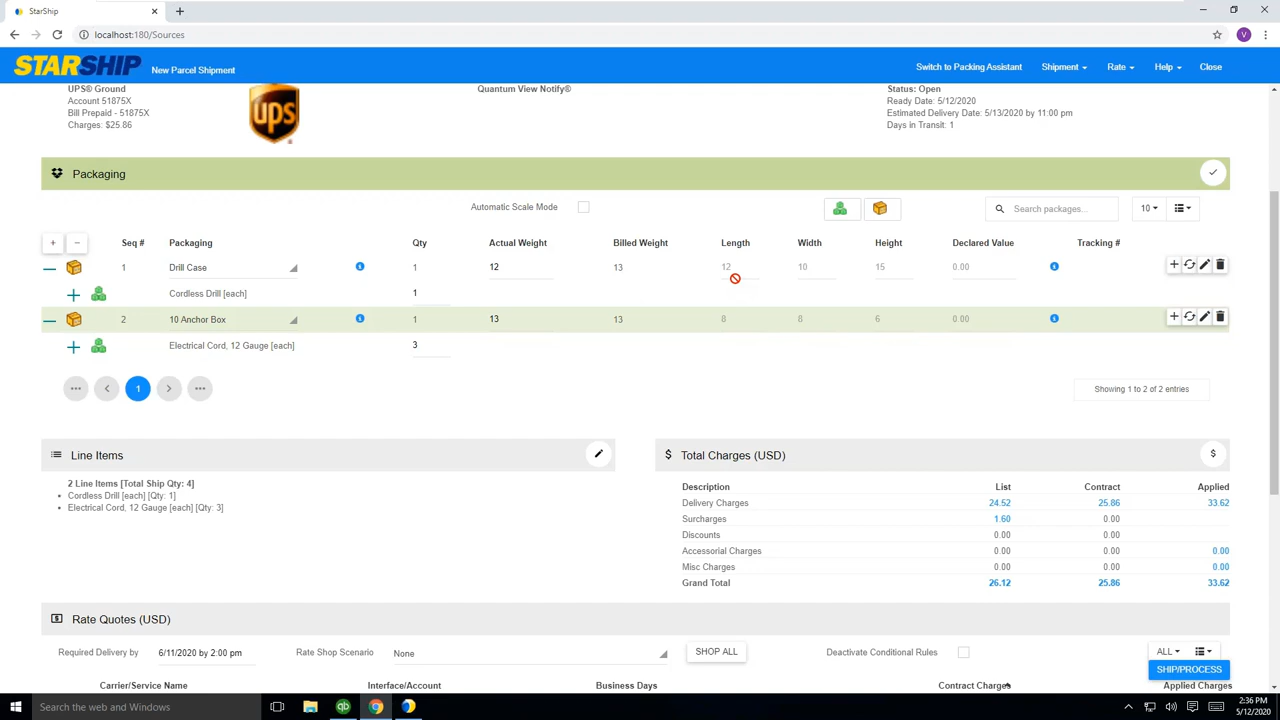 StarShip
localhost:180/Sources
V
STARSHIP New Parcel Shipment Switch to Packing Assistant Shipment Rate Help Close
UPS® Ground Quantum View Notify® Status: Open
Account 51875X Ready Date: 5/12/2020
Bill Prepaid - 51875X Estimated Delivery Date: 5/13/2020 by 11:00 pm
Charges: $25.86 Days in Transit: 1
ups
Packaging
Automatic Scale Mode Search packages... 10
+ − Seq # Packaging Qty Actual Weight Billed Weight Length Width Height Declared Value Tracking #
1 Drill Case 1 12 13 12 10 15 0.00
Cordless Drill [each] 1
2 10 Anchor Box 1 13 13 8 8 6 0.00
Electrical Cord, 12 Gauge [each] 3
1 Showing 1 to 2 of 2 entries
Line Items
2 Line Items [Total Ship Qty: 4]
• Cordless Drill [each] [Qty: 1]
• Electrical Cord, 12 Gauge [each] [Qty: 3]
$ Total Charges (USD) $
Description List Contract Applied
Delivery Charges 24.52 25.86 33.62
Surcharges 1.60 0.00
Discounts 0.00 0.00
Accessorial Charges 0.00 0.00 0.00
Misc Charges 0.00 0.00 0.00
Grand Total 26.12 25.86 33.62
Rate Quotes (USD)
Required Delivery by 6/11/2020 by 2:00 pm Rate Shop Scenario None SHOP ALL Deactivate Conditional Rules ALL
SHIP/PROCESS
Carrier/Service Name Interface/Account Business Days Contract Charges Applied Charges
Search the web and Windows
2:36 PM
5/12/2020